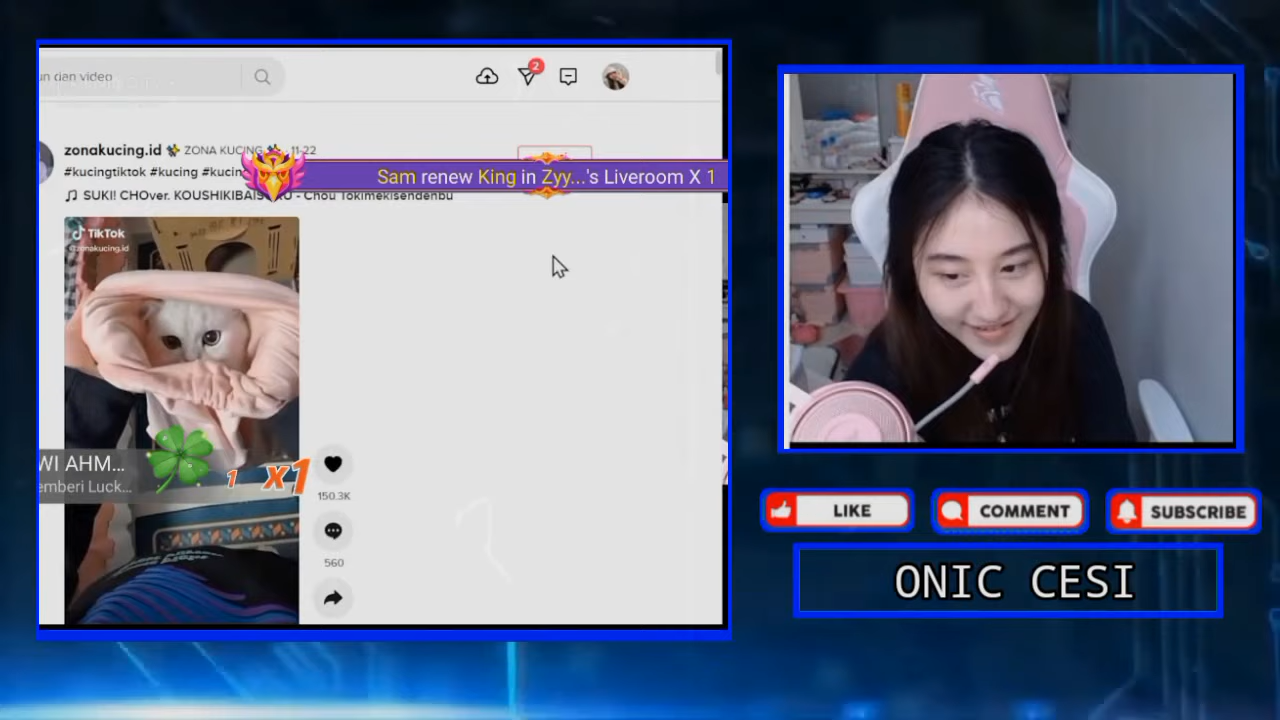 un dan video
2
zonakucing.id ✨ ZONA KUCING ✨ · 11-22
#kucingtiktok #kucing #kucin
Sam renew King in Zyy...'s Liveroom X 1
♫ SUKI! CHOver. KOUSHIKIBAIS - Chou Tokimekisendenbu
TikTok
@zonakucing.id
WI AHM...
emberi Luck...
1 x1
150.3K
560
LIKE
COMMENT
SUBSCRIBE
ONIC CESI